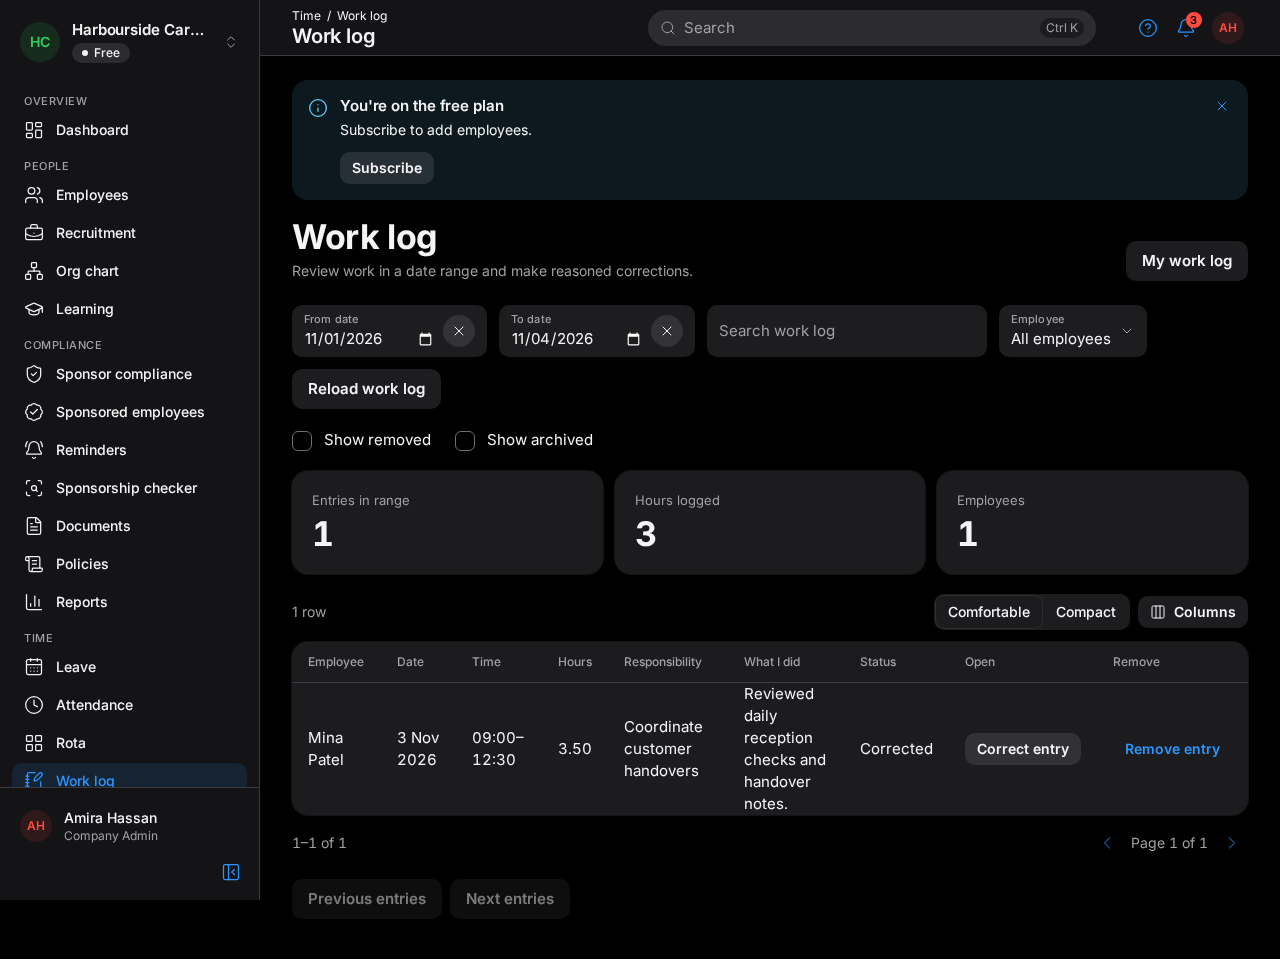 HC
Harbourside Car...
Free
OVERVIEW
Dashboard
PEOPLE
Employees
Recruitment
Org chart
Learning
COMPLIANCE
Sponsor compliance
Sponsored employees
Reminders
Sponsorship checker
Documents
Policies
Reports
TIME
Leave
Attendance
Rota
Work log
AH
Amira Hassan
Company Admin
Time / Work log
Work log
Search
Ctrl K
3
AH
You're on the free plan
Subscribe to add employees.
Subscribe
Work log
Review work in a date range and make reasoned corrections.
My work log
From date
11/01/2026
To date
11/04/2026
Search work log
Employee
All employees
Reload work log
Show removed
Show archived
Entries in range
1
Hours logged
3
Employees
1
1 row
Comfortable
Compact
Columns
Employee
Date
Time
Hours
Responsibility
What I did
Status
Open
Remove
Mina
Patel
3 Nov
2026
09:00–
12:30
3.50
Coordinate
customer
handovers
Reviewed
daily
reception
checks and
handover
notes.
Corrected
Correct entry
Remove entry
1–1 of 1
Page 1 of 1
Previous entries
Next entries